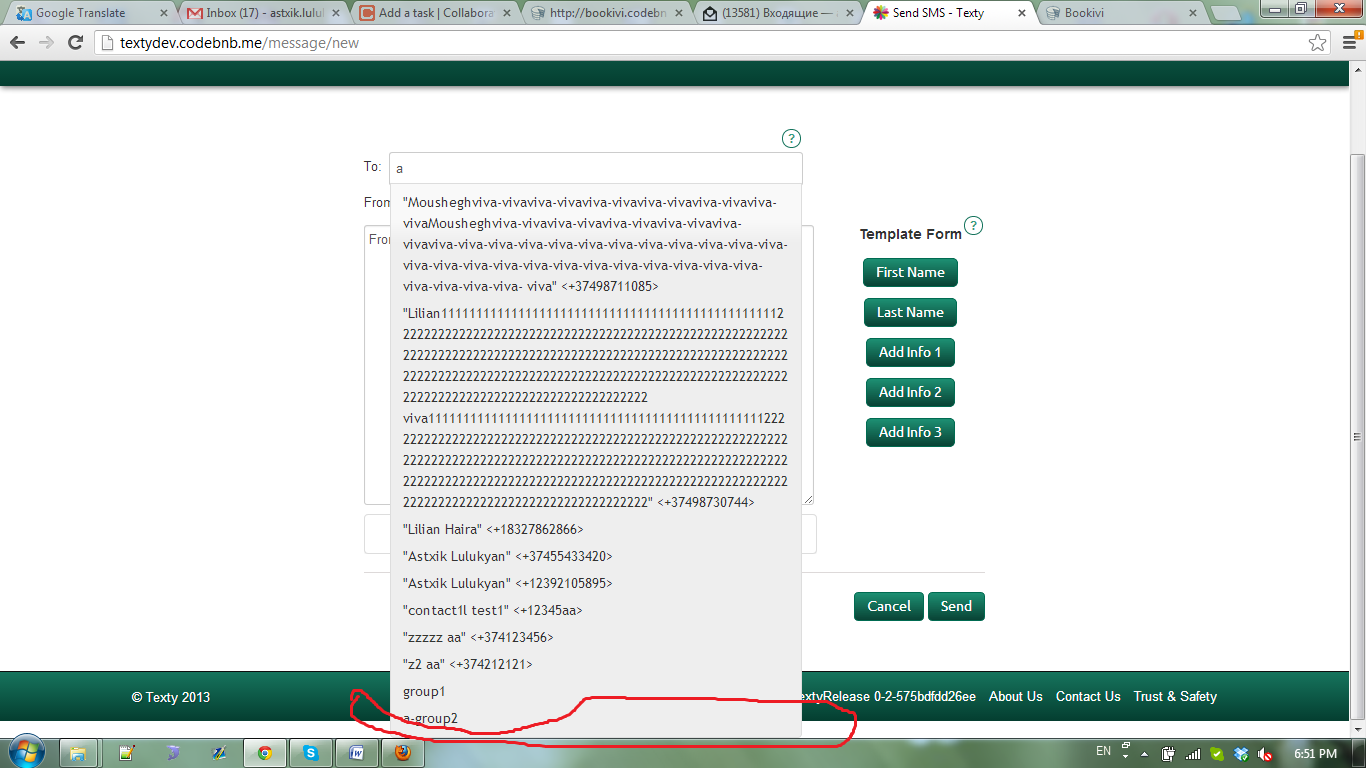 Google Translate
Inbox (17) - astxik.lulu
Add a task | Collabora
http://bookivi.codebn
(13581) Входящие —
Send SMS - Texty
Bookivi
textydev.codebnb.me/message/new
?
To: a
From
"Mousheghviva-vivaviva-vivaviva-vivaviva-vivaviva-vivaviva-
vivaMousheghviva-vivaviva-vivaviva-vivaviva-vivaviva-
vivaviva-viva-viva-viva-viva-viva-viva-viva-viva-viva-viva-viva-
viva-viva-viva-viva-viva-viva-viva-viva-viva-viva-viva-viva-
viva-viva-viva-viva- viva" <+37498711085>
"Lilian
viva
" <+37498730744>
"Lilian Haira" <+18327862866>
"Astxik Lulukyan" <+37455433420>
"Astxik Lulukyan" <+12392105895>
"contact1l test1" <+12345aa>
"zzzzz aa" <+374123456>
"z2 aa" <+374212121>
group1
a-group2
Fro
Template Form ?
First Name
Last Name
Add Info 1
Add Info 2
Add Info 3
Cancel Send
© Texty 2013
extyRelease 0-2-575bdfdd26ee About Us Contact Us Trust & Safety
EN
6:51 PM